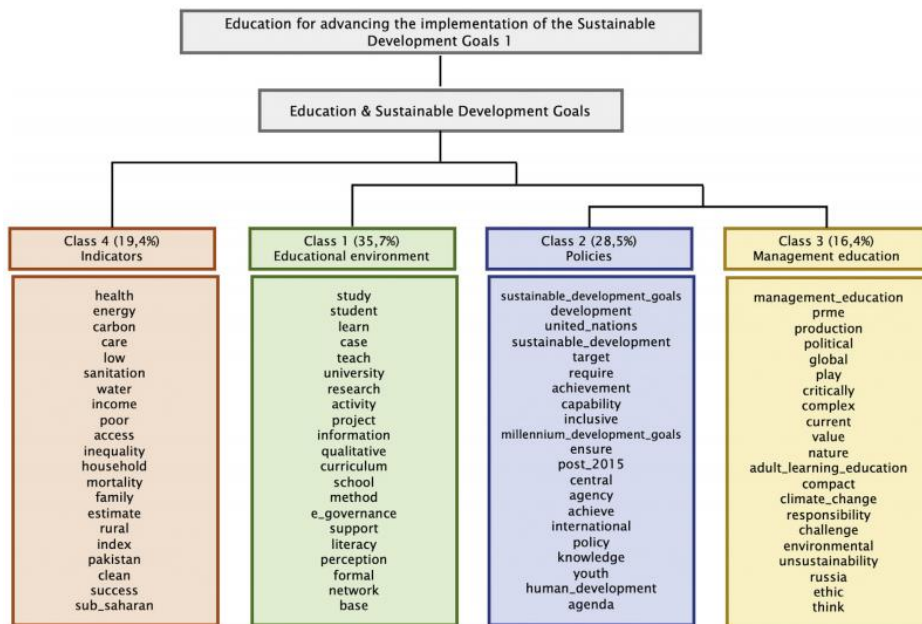 Education for advancing the implementation of the Sustainable
Development Goals 1
Education & Sustainable Development Goals
Class 4 (19,4%)
Indicators
health
energy
carbon
care
low
sanitation
water
income
poor
access
inequality
household
mortality
family
estimate
rural
index
pakistan
clean
success
sub_saharan
Class 1 (35,7%)
Educational environment
study
student
learn
case
teach
university
research
activity
project
information
qualitative
curriculum
school
method
e_governance
support
literacy
perception
formal
network
base
Class 2 (28,5%)
Policies
sustainable_development_goals
development
united_nations
sustainable_development
target
require
achievement
capability
inclusive
millennium_development_goals
ensure
post_2015
central
agency
achieve
international
policy
knowledge
youth
human_development
agenda
Class 3 (16,4%)
Management education
management_education
prme
production
political
global
play
critically
complex
current
value
nature
adult_learning_education
compact
climate_change
responsibility
challenge
environmental
unsustainability
russia
ethic
think